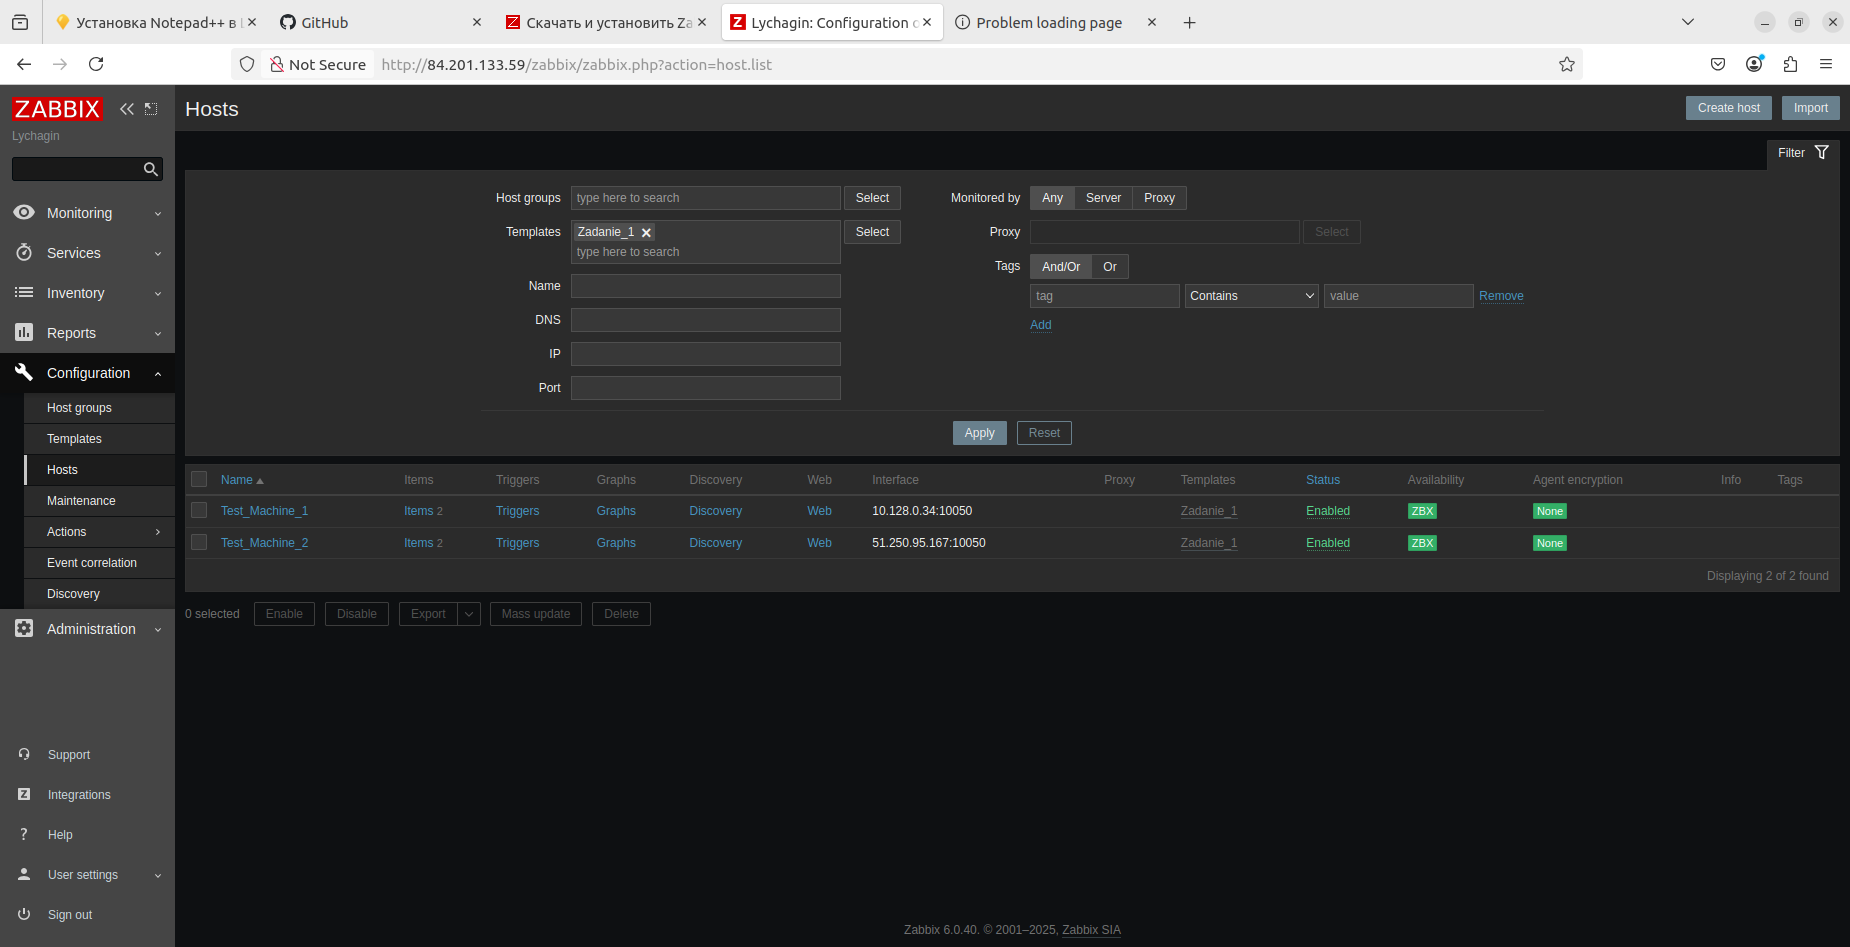 Установка Notepad++ в L
GitHub
Скачать и установить Za
Lychagin: Configuration o
Problem loading page
Not Secure
http://84.201.133.59/zabbix/zabbix.php?action=host.list
ZABBIX
Lychagin
Monitoring
Services
Inventory
Reports
Configuration
Host groups
Templates
Hosts
Maintenance
Actions
Event correlation
Discovery
Administration
Support
Integrations
Help
User settings
Sign out
Hosts
Create host
Import
Filter
Host groups type here to search Select
Templates Zadanie_1 Select
type here to search
Name
DNS
IP
Port
Monitored by Any Server Proxy
Proxy Select
Tags And/Or Or
tag Contains value Remove
Add
Apply Reset
Name Items Triggers Graphs Discovery Web Interface Proxy Templates Status Availability Agent encryption Info Tags
Test_Machine_1 Items 2 Triggers Graphs Discovery Web 10.128.0.34:10050 Zadanie_1 Enabled ZBX None
Test_Machine_2 Items 2 Triggers Graphs Discovery Web 51.250.95.167:10050 Zadanie_1 Enabled ZBX None
Displaying 2 of 2 found
0 selected Enable Disable Export Mass update Delete
Zabbix 6.0.40. © 2001–2025, Zabbix SIA